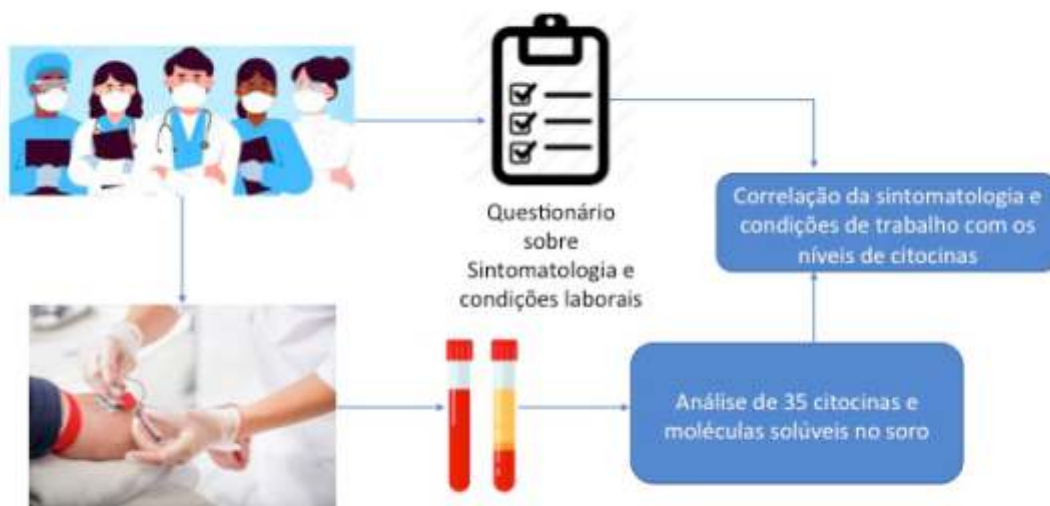 Questionário
sobre
Sintomatologia e
condições laborais
Correlação da sintomatologia e
condições de trabalho com os
níveis de citocinas
Análise de 35 citocinas e
moléculas solúveis no soro